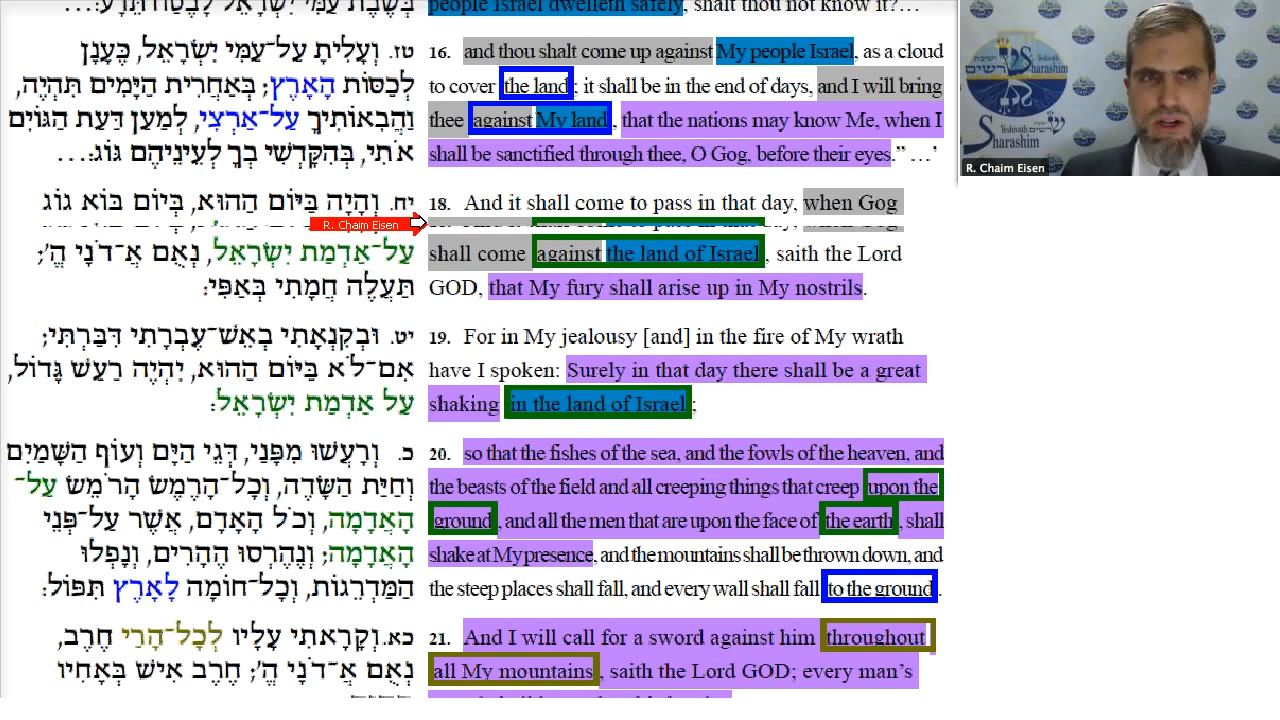 people Israel dwelleth safely, shalt thou not know it?…
בְּשֶׁבֶת עַמִּי יִשְׂרָאֵל לָבֶטַח תֵּדָע:…
16. and thou shalt come up against My people Israel, as a cloud
to cover the land; it shall be in the end of days, and I will bring
thee against My land, that the nations may know Me, when I
shall be sanctified through thee, O Gog, before their eyes.” …’
טז. וְעָלִיתָ עַל־עַמִּי יִשְׂרָאֵל, כֶּעָנָן
לְכַסּוֹת הָאָרֶץ; בְּאַחֲרִית הַיָּמִים תִּהְיֶה,
וַהֲבִאוֹתִיךָ עַל־אַרְצִי, לְמַעַן דַּעַת הַגּוֹיִם
אֹתִי, בְּהִקָּדְשִׁי בְךָ לְעֵינֵיהֶם גּוֹג:…
18. And it shall come to pass in that day, when Gog
shall come against the land of Israel, saith the Lord
GOD, that My fury shall arise up in My nostrils.
יח. וְהָיָה בַּיּוֹם הַהוּא, בְּיוֹם בּוֹא גוֹג
עַל־אַדְמַת יִשְׂרָאֵל, נְאֻם אֲ־דֹנָי ה';
תַּעֲלֶה חֲמָתִי בְּאַפִּי:
R. Chaim Eisen
19. For in My jealousy [and] in the fire of My wrath
have I spoken: Surely in that day there shall be a great
shaking in the land of Israel;
יט. וּבְקִנְאָתִי בְאֵשׁ־עֶבְרָתִי דִּבַּרְתִּי;
אִם־לֹא בַּיּוֹם הַהוּא, יִהְיֶה רַעַשׁ גָּדוֹל,
עַל אַדְמַת יִשְׂרָאֵל:
20. so that the fishes of the sea, and the fowls of the heaven, and
the beasts of the field and all creeping things that creep upon the
ground, and all the men that are upon the face of the earth, shall
shake at My presence, and the mountains shall be thrown down, and
the steep places shall fall, and every wall shall fall to the ground.
כ. וְרָעֲשׁוּ מִפָּנַי, דְּגֵי הַיָּם וְעוֹף הַשָּׁמַיִם
וְחַיַּת הַשָּׂדֶה, וְכָל־הָרֶמֶשׂ הָרֹמֵשׂ עַל־
הָאֲדָמָה, וְכֹל הָאָדָם, אֲשֶׁר עַל־פְּנֵי
הָאֲדָמָה; וְנֶהֶרְסוּ הֶהָרִים, וְנָפְלוּ
הַמַּדְרֵגוֹת, וְכָל־חוֹמָה לָאָרֶץ תִּפּוֹל:
21. And I will call for a sword against him throughout
all My mountains, saith the Lord GOD; every man’s
כא. וְקָרָאתִי עָלָיו לְכָל־הָרַי חֶרֶב,
נְאֻם אֲ־דֹנָי ה'; חֶרֶב אִישׁ בְּאָחִיו
ישיבת
שרשים
Yeshivath
Sharashim
R. Chaim Eisen